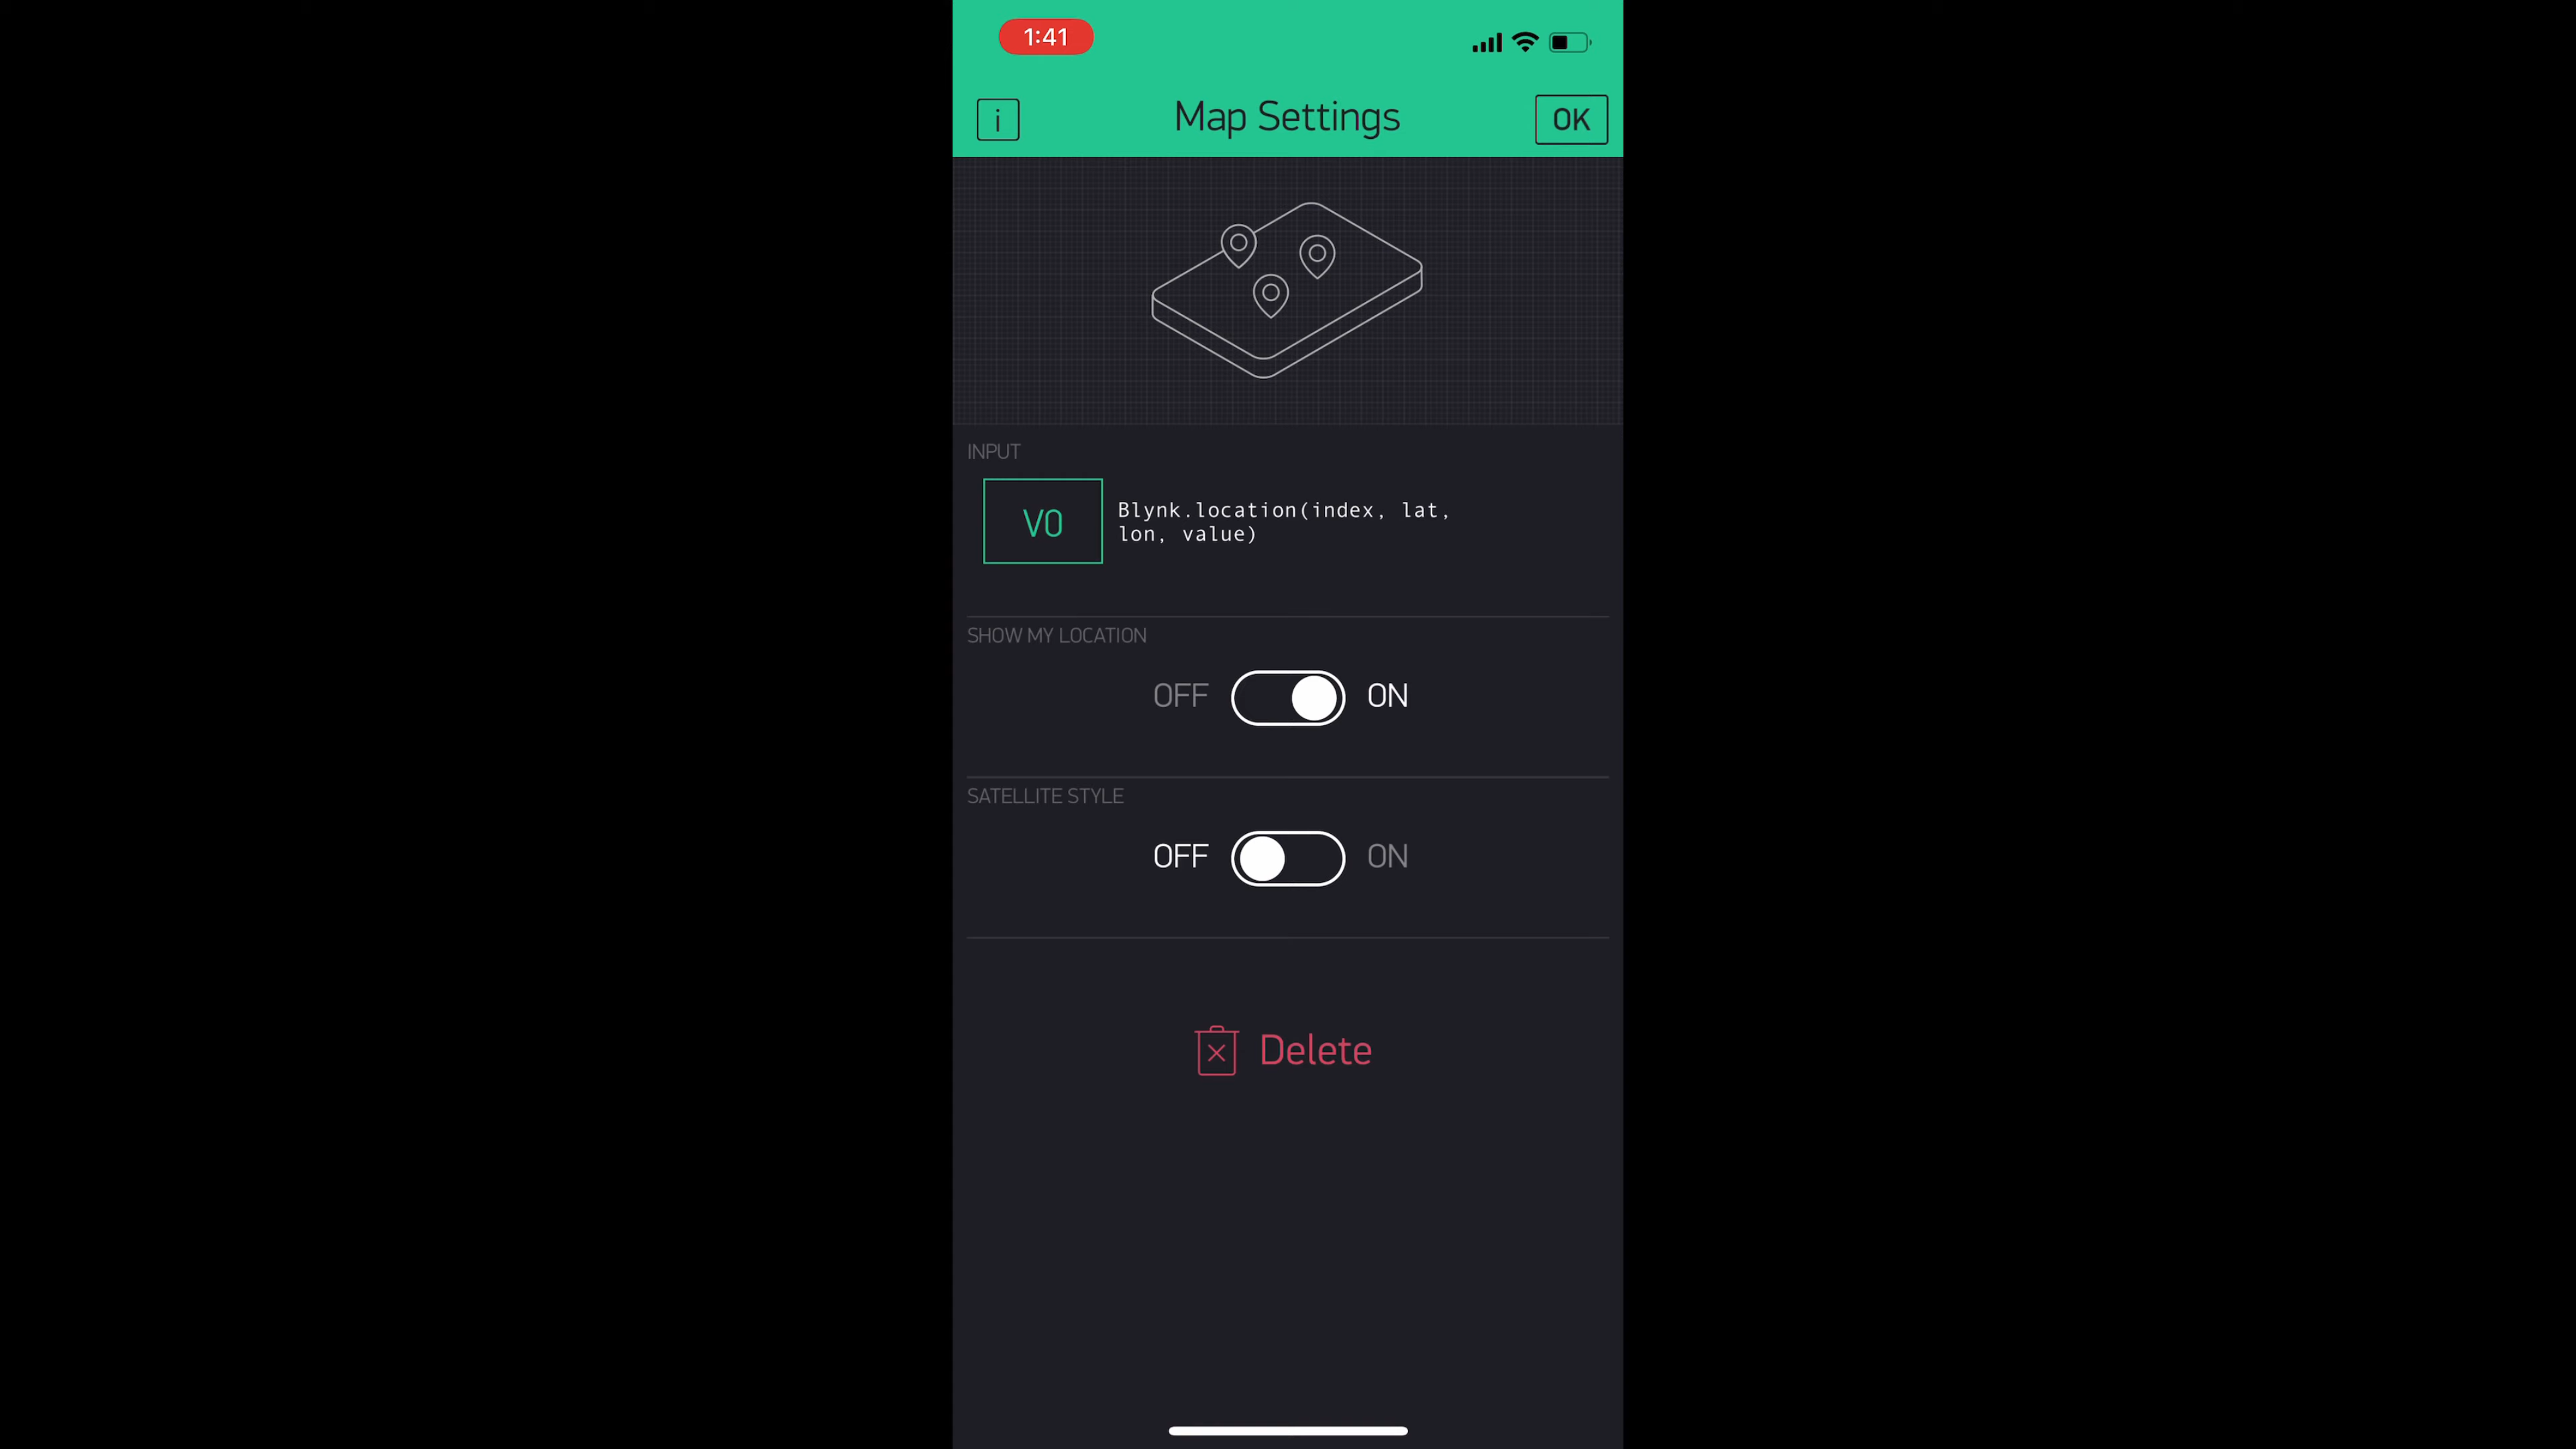 1:41
i
Map Settings
OK
INPUT
V0
Blynk.location(index, lat,
lon, value)
SHOW MY LOCATION
OFF ON
SATELLITE STYLE
OFF ON
Delete